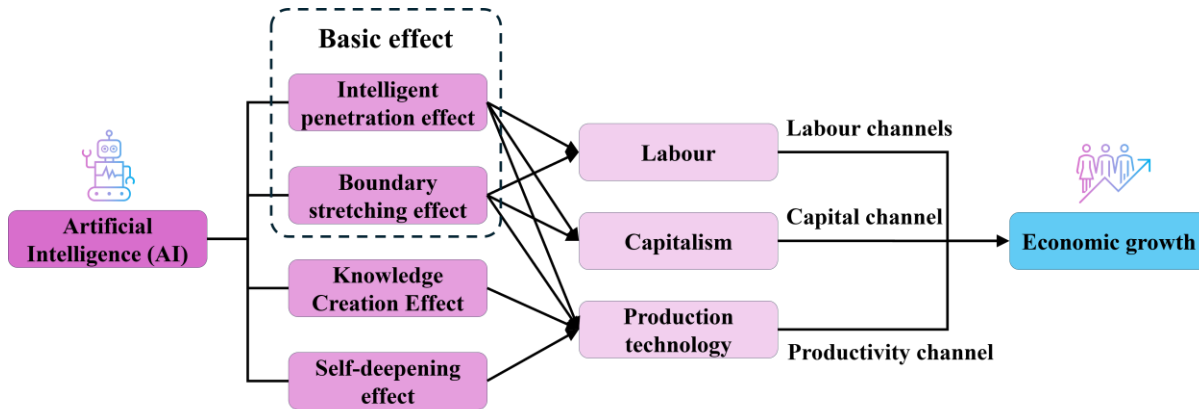 Basic effect
Intelligent
penetration effect
Boundary
stretching effect
Knowledge
Creation Effect
Self-deepening
effect
Artificial
Intelligence (AI)
Labour
Capitalism
Production
technology
Labour channels
Capital channel
Productivity channel
Economic growth